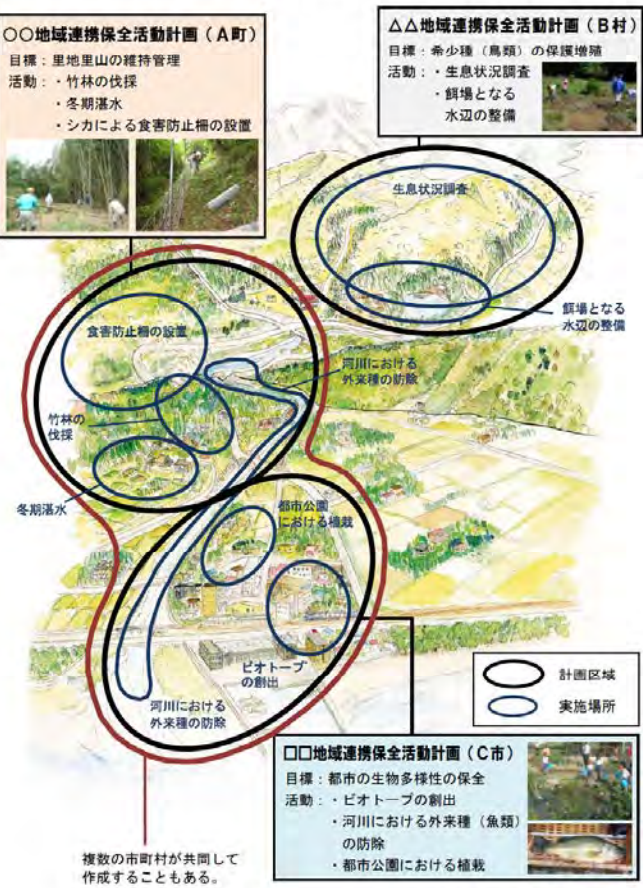 〇〇地域連携保全活動計画（A町）
目標：里地里山の維持管理
活動：・竹林の伐採
・冬期湛水
・シカによる食害防止柵の設置
△△地域連携保全活動計画（B村）
目標：希少種（鳥類）の保護増殖
活動：・生息状況調査
・餌場となる
水辺の整備
生息状況調査
餌場となる
水辺の整備
食害防止柵の設置
河川における
外来種の防除
竹林の
伐採
冬期湛水
都市公園
における植栽
ビオトープ
の創出
河川における
外来種の防除
計画区域
実施場所
□□地域連携保全活動計画（C市）
目標：都市の生物多様性の保全
活動：・ビオトープの創出
・河川における外来種（魚類）
の防除
・都市公園における植栽
複数の市町村が共同して
作成することもある。